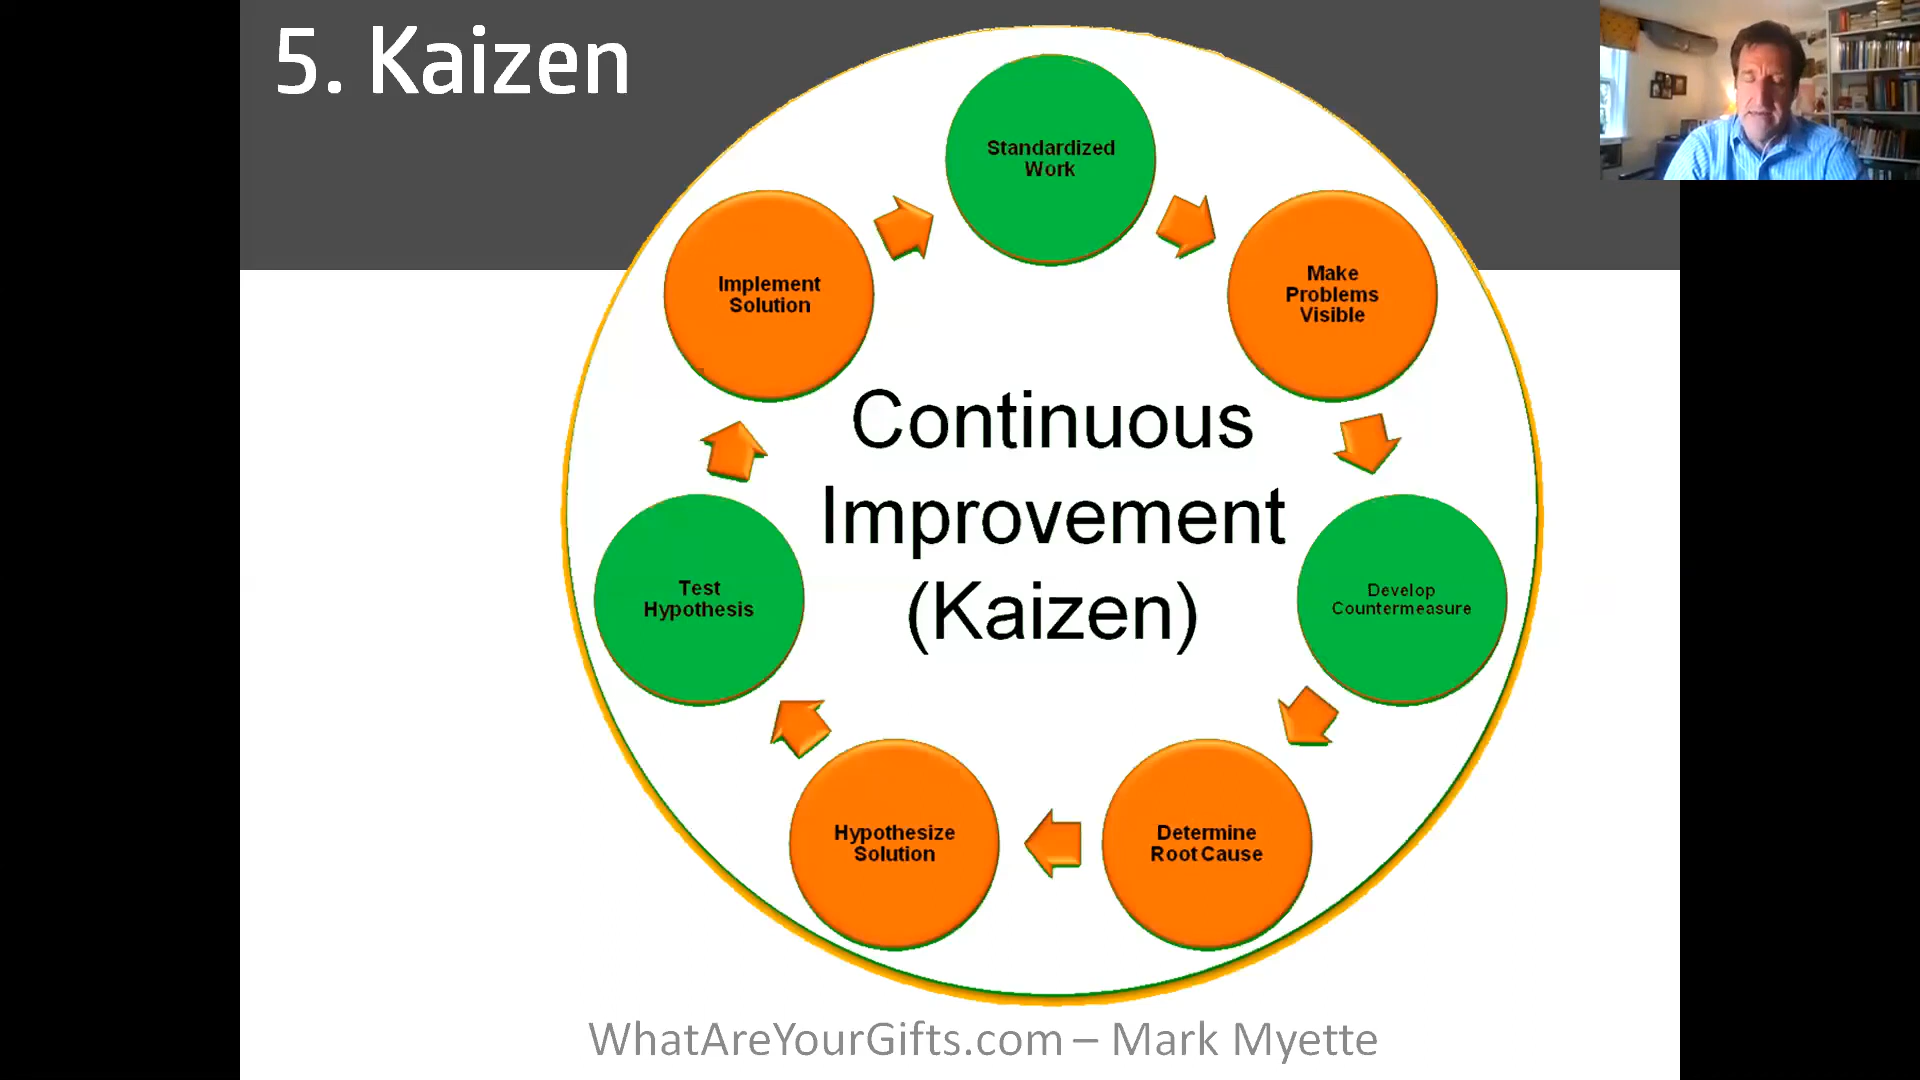 5. Kaizen
Standardized
Work
Make
Problems
Visible
Develop
Countermeasure
Determine
Root Cause
Hypothesize
Solution
Test
Hypothesis
Implement
Solution
Continuous
Improvement
(Kaizen)
WhatAreYourGifts.com – Mark Myette